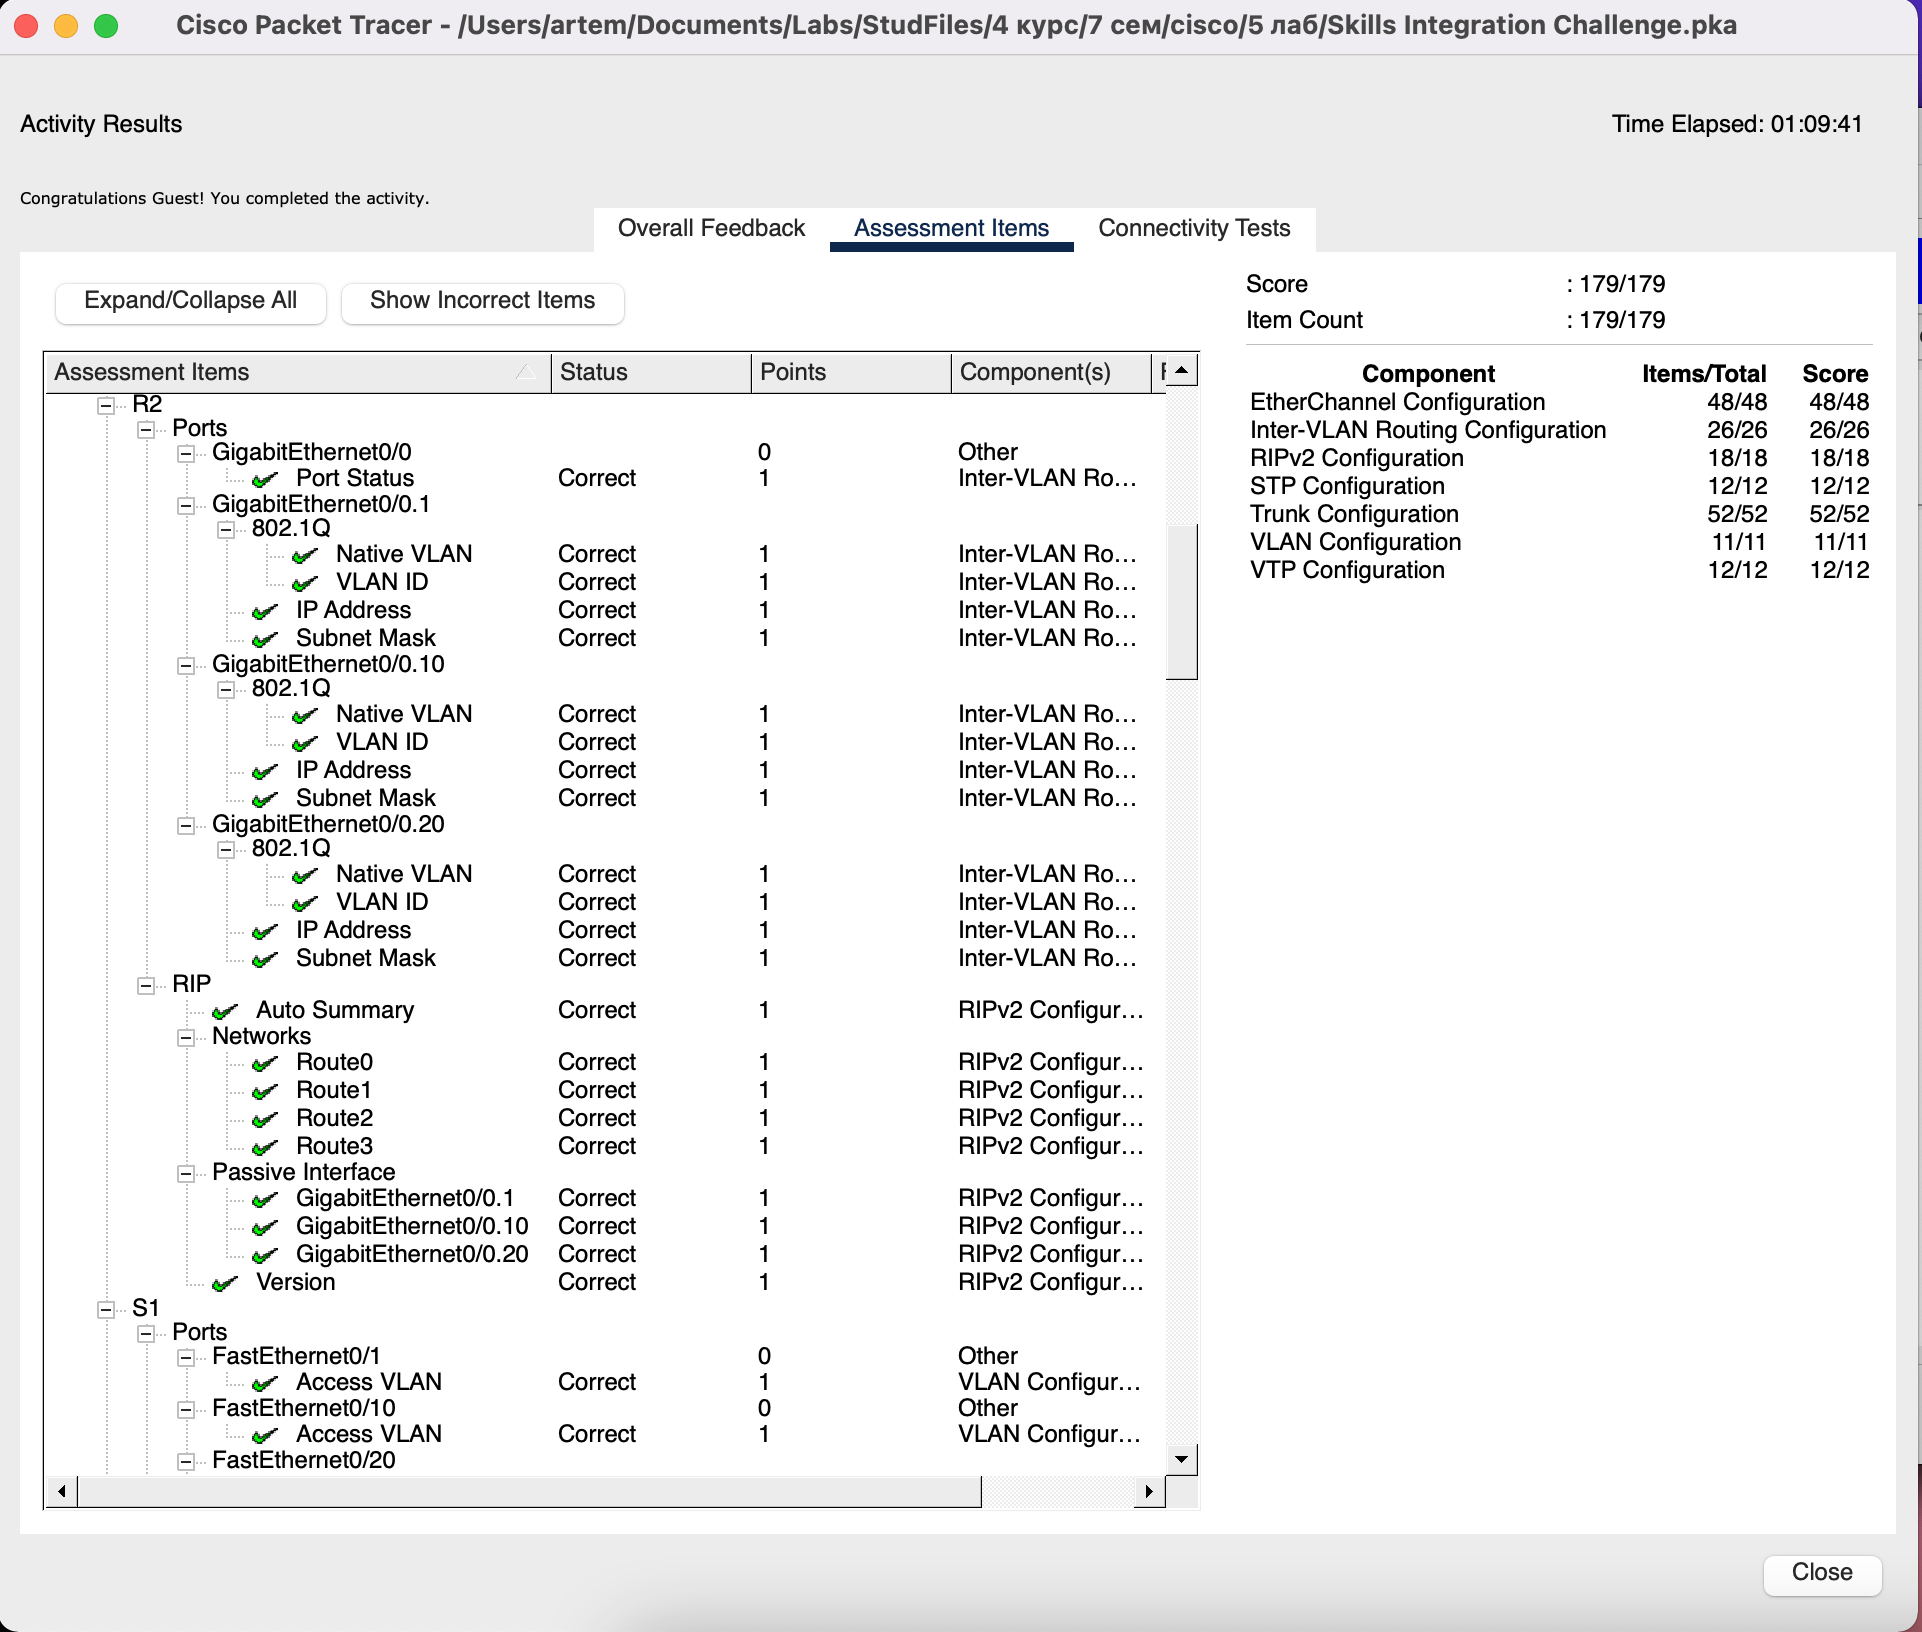 Cisco Packet Tracer - /Users/artem/Documents/Labs/StudFiles/4 курс/7 сем/cisco/5 лаб/Skills Integration Challenge.pka
Activity Results
Time Elapsed: 01:09:41
Congratulations Guest! You completed the activity.
Overall Feedback Assessment Items Connectivity Tests
Expand/Collapse All Show Incorrect Items
Score : 179/179
Item Count : 179/179
Component Items/Total Score
EtherChannel Configuration 48/48 48/48
Inter-VLAN Routing Configuration 26/26 26/26
RIPv2 Configuration 18/18 18/18
STP Configuration 12/12 12/12
Trunk Configuration 52/52 52/52
VLAN Configuration 11/11 11/11
VTP Configuration 12/12 12/12
Assessment Items Status Points Component(s)
R2
Ports
GigabitEthernet0/0 0 Other
Port Status Correct 1 Inter-VLAN Ro...
GigabitEthernet0/0.1
802.1Q
Native VLAN Correct 1 Inter-VLAN Ro...
VLAN ID Correct 1 Inter-VLAN Ro...
IP Address Correct 1 Inter-VLAN Ro...
Subnet Mask Correct 1 Inter-VLAN Ro...
GigabitEthernet0/0.10
802.1Q
Native VLAN Correct 1 Inter-VLAN Ro...
VLAN ID Correct 1 Inter-VLAN Ro...
IP Address Correct 1 Inter-VLAN Ro...
Subnet Mask Correct 1 Inter-VLAN Ro...
GigabitEthernet0/0.20
802.1Q
Native VLAN Correct 1 Inter-VLAN Ro...
VLAN ID Correct 1 Inter-VLAN Ro...
IP Address Correct 1 Inter-VLAN Ro...
Subnet Mask Correct 1 Inter-VLAN Ro...
RIP
Auto Summary Correct 1 RIPv2 Configur...
Networks
Route0 Correct 1 RIPv2 Configur...
Route1 Correct 1 RIPv2 Configur...
Route2 Correct 1 RIPv2 Configur...
Route3 Correct 1 RIPv2 Configur...
Passive Interface
GigabitEthernet0/0.1 Correct 1 RIPv2 Configur...
GigabitEthernet0/0.10 Correct 1 RIPv2 Configur...
GigabitEthernet0/0.20 Correct 1 RIPv2 Configur...
Version Correct 1 RIPv2 Configur...
S1
Ports
FastEthernet0/1 0 Other
Access VLAN Correct 1 VLAN Configur...
FastEthernet0/10 0 Other
Access VLAN Correct 1 VLAN Configur...
FastEthernet0/20
Close